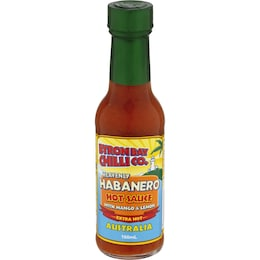 BYRON BAY
CHILLI CO.
HEAVENLY
HABANERO
HOT SAUCE
WITH MANGO & LEMON
EXTRA HOT
AUSTRALIA
150mL